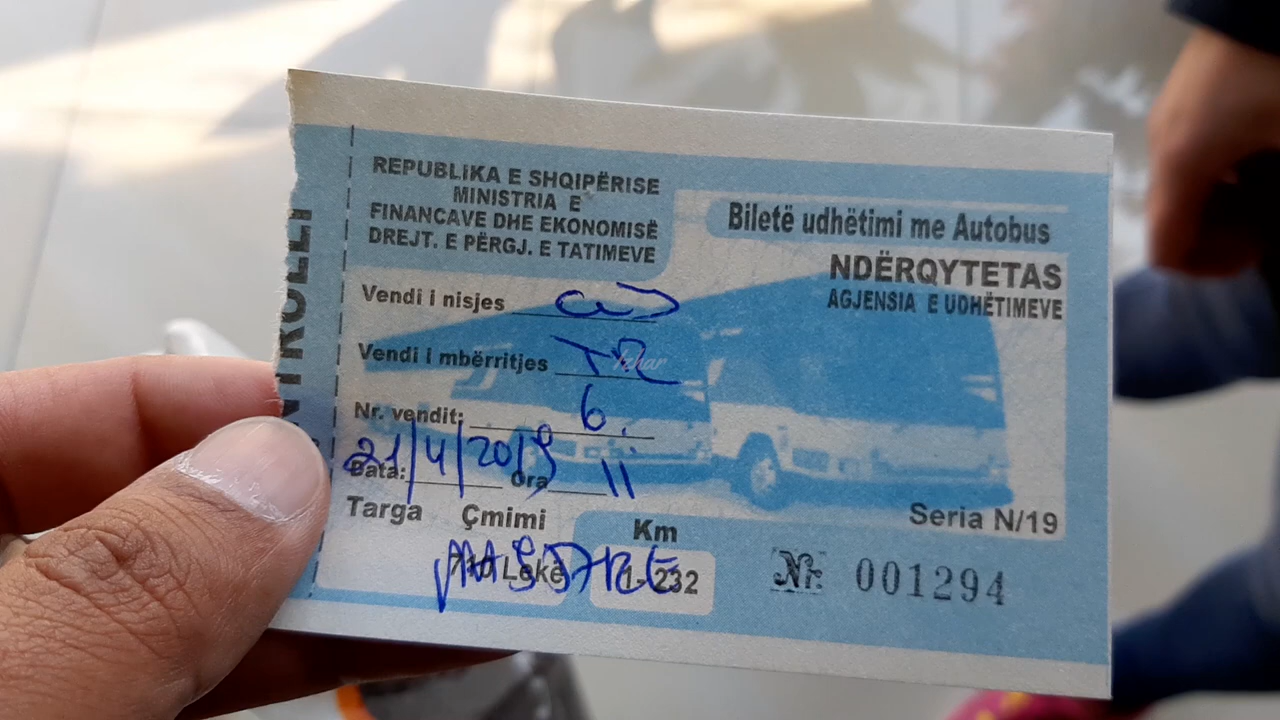 REPUBLIKA E SHQIPËRISE
MINISTRIA E
FINANCAVE DHE EKONOMISË
DREJT. E PËRGJ. E TATIMEVE
Biletë udhëtimi me Autobus
NDËRQYTETAS
AGJENSIA E UDHËTIMEVE
Vendi i nisjes
Vendi i mbërritjes TR
Nr. vendit: 6.
Data: 21/4/2019 Ora 11
Targa Çmimi Km
Lekë 1-232
Seria N/19
Nr. 001294